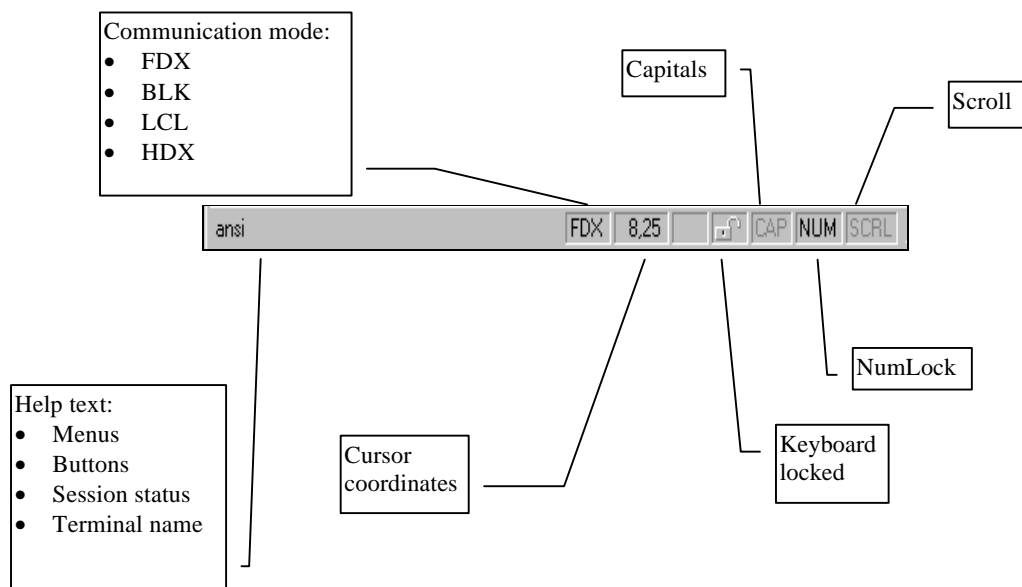 Communication mode:
• FDX
• BLK
• LCL
• HDX
Capitals
Scroll
ansi FDX 8,25 CAP NUM SCRL
NumLock
Help text:
• Menus
• Buttons
• Session status
• Terminal name
Cursor
coordinates
Keyboard
locked